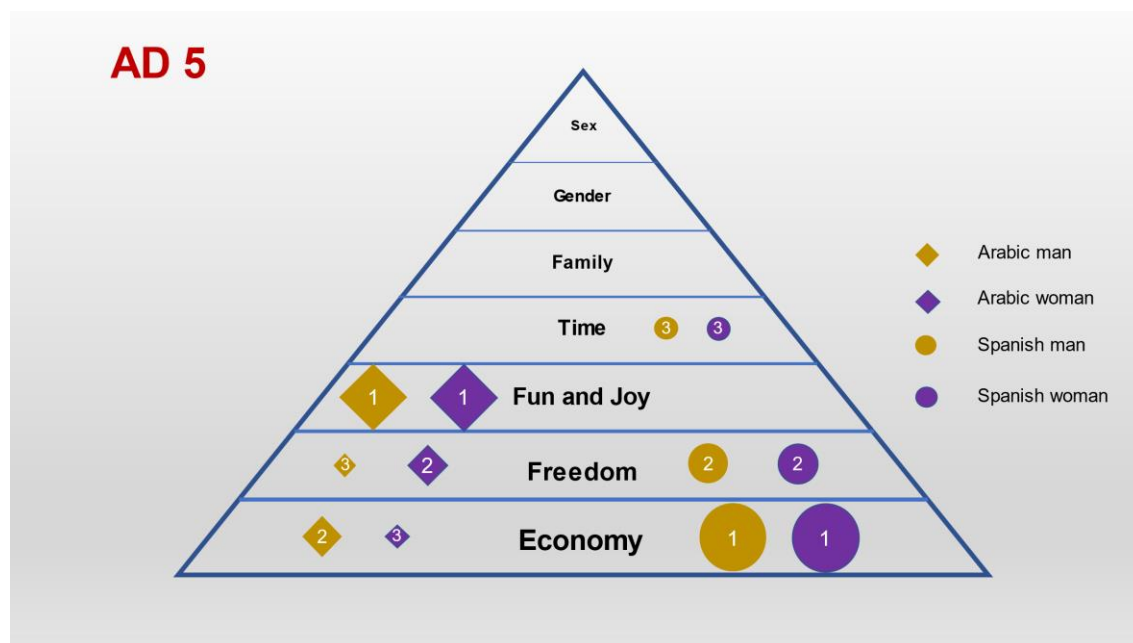 AD 5
Sex
Gender
Family
Time 3 3
1 1 Fun and Joy
3 2 Freedom 2 2
2 3 Economy 1 1
Arabic man
Arabic woman
Spanish man
Spanish woman